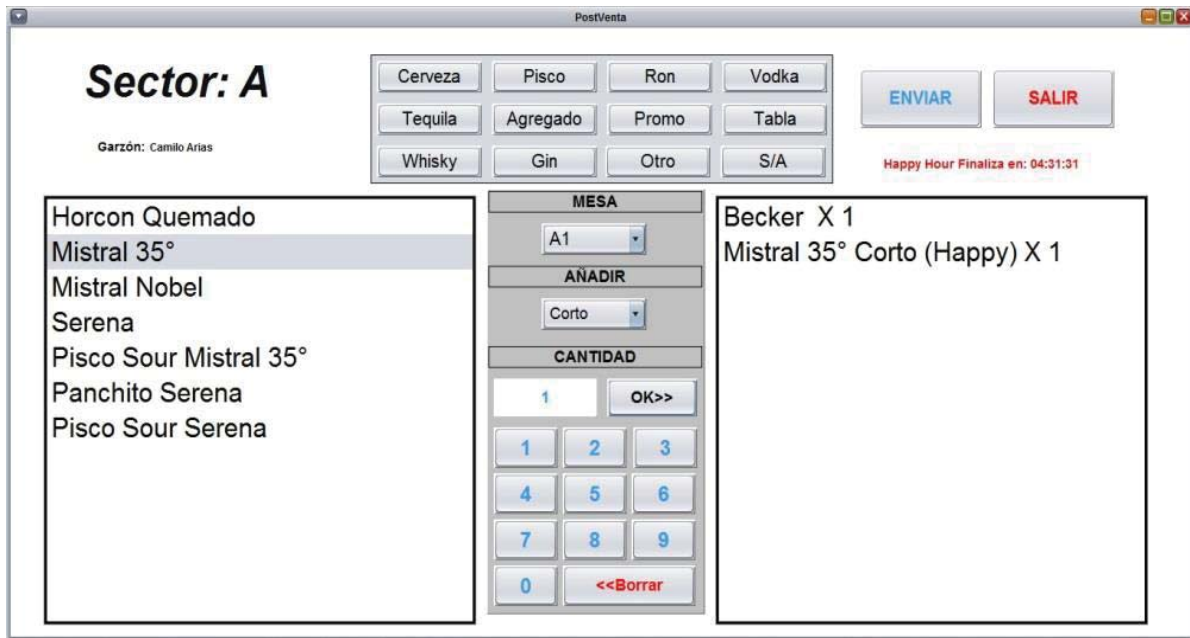 PostVenta
Sector: A
Garzón: Camilo Arias
Cerveza Pisco Ron Vodka
Tequila Agregado Promo Tabla
Whisky Gin Otro S/A
ENVIAR SALIR
Happy Hour Finaliza en: 04:31:31
Horcon Quemado
Mistral 35°
Mistral Nobel
Serena
Pisco Sour Mistral 35°
Panchito Serena
Pisco Sour Serena
MESA
A1
AÑADIR
Corto
CANTIDAD
1 OK>>
1 2 3
4 5 6
7 8 9
0 <<Borrar
Becker X 1
Mistral 35° Corto (Happy) X 1